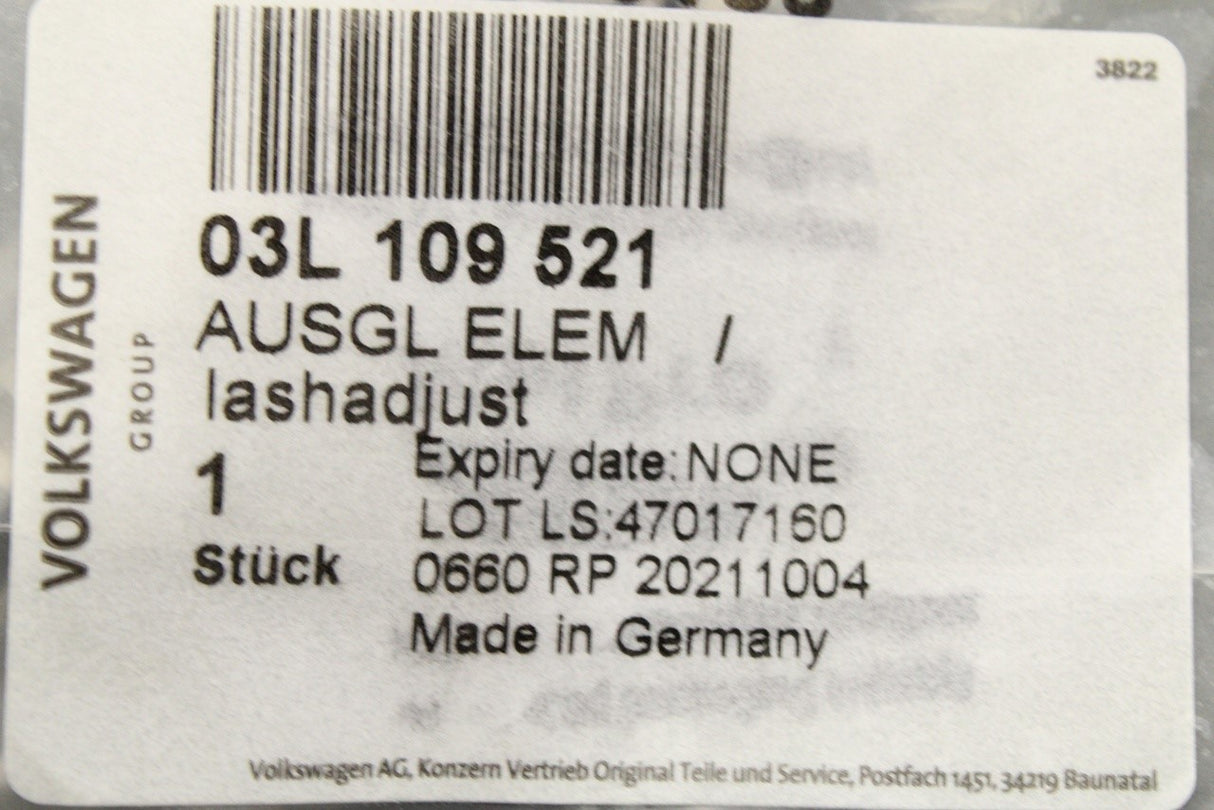 3822
VOLKSWAGEN
GROUP
03L 109 521
AUSGL ELEM /
lashadjust
1
Stück
Expiry date:NONE
LOT LS:47017160
0660 RP 20211004
Made in Germany
Volkswagen AG, Konzern Vertrieb Original Teile und Service, Postfach 1451, 34219 Baunatal